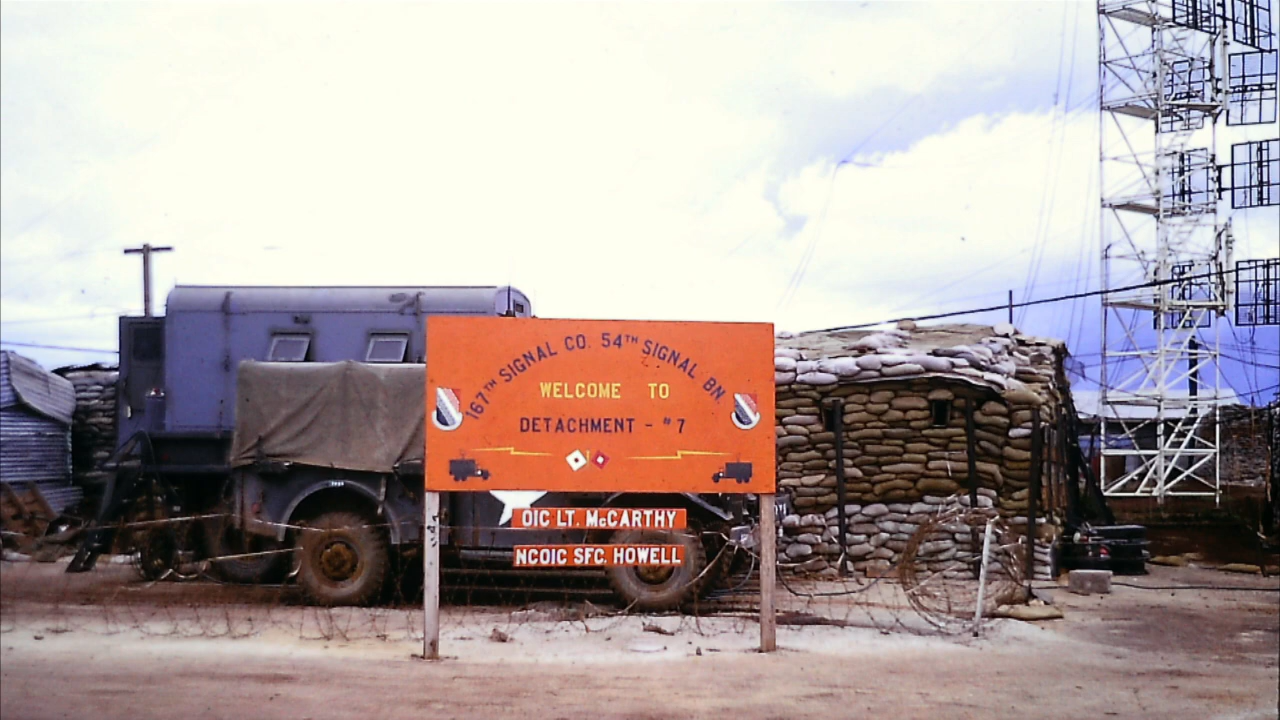 167TH SIGNAL CO. 54TH SIGNAL BN
WELCOME TO
DETACHMENT - #7
OIC LT. McCARTHY
NCOIC SFC. HOWELL